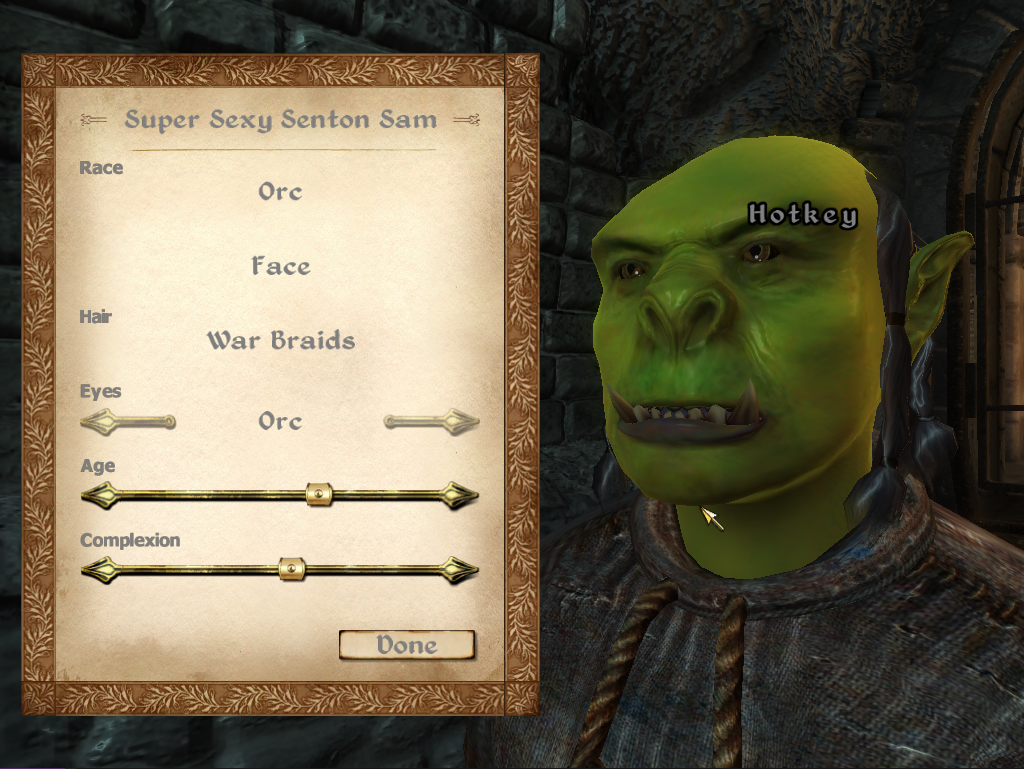 Super Sexy Senton Sam
Race
Orc
Face
Hair
War Braids
Eyes
Orc
Age
Complexion
Done
Hotkey